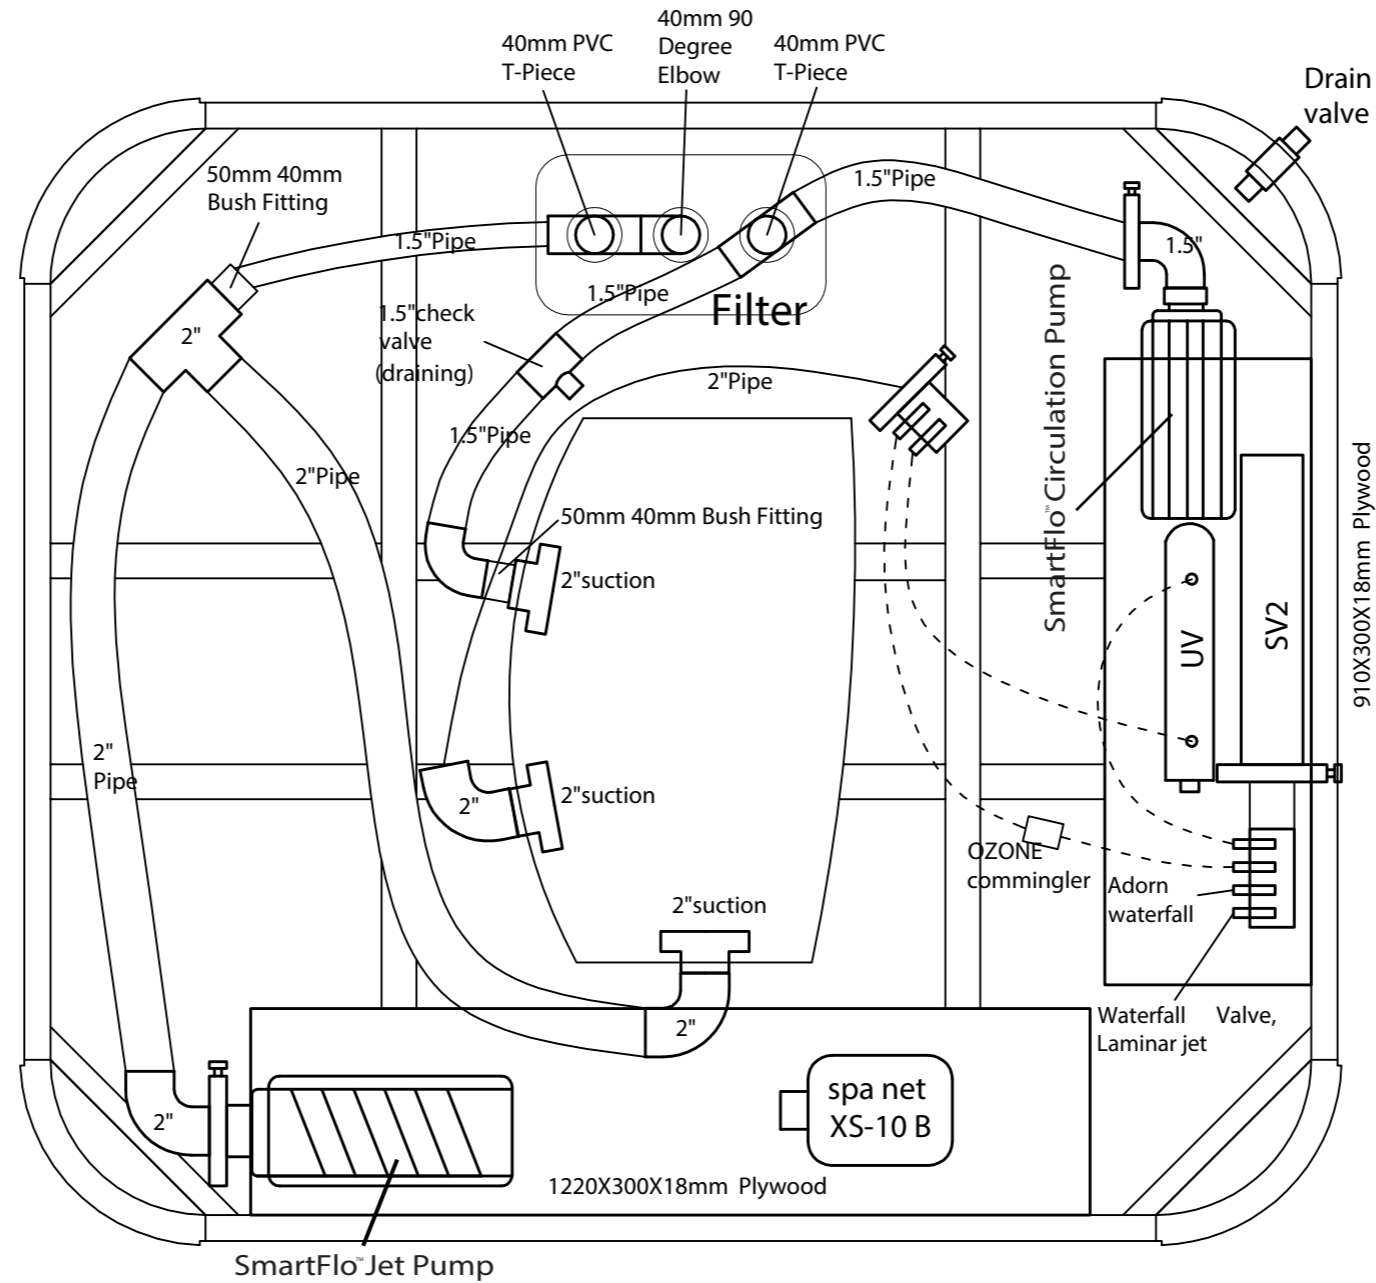 40mm 90
Degree
Elbow
40mm PVC
T-Piece
40mm PVC
T-Piece
Drain
valve
50mm 40mm
Bush Fitting
1.5"Pipe
1.5"Pipe
1.5"
1.5"Pipe
Filter
1.5"check
valve
(draining)
2"
2"Pipe
1.5"Pipe
2"Pipe
50mm 40mm Bush Fitting
2"suction
SmartFlo™ Circulation Pump
910X300X18mm Plywood
UV
SV2
2"
Pipe
2"
2"suction
OZONE
commingler
Adorn
waterfall
2"suction
Waterfall Valve,
Laminar jet
2"
2"
spa net
XS-10 B
1220X300X18mm Plywood
SmartFlo™ Jet Pump